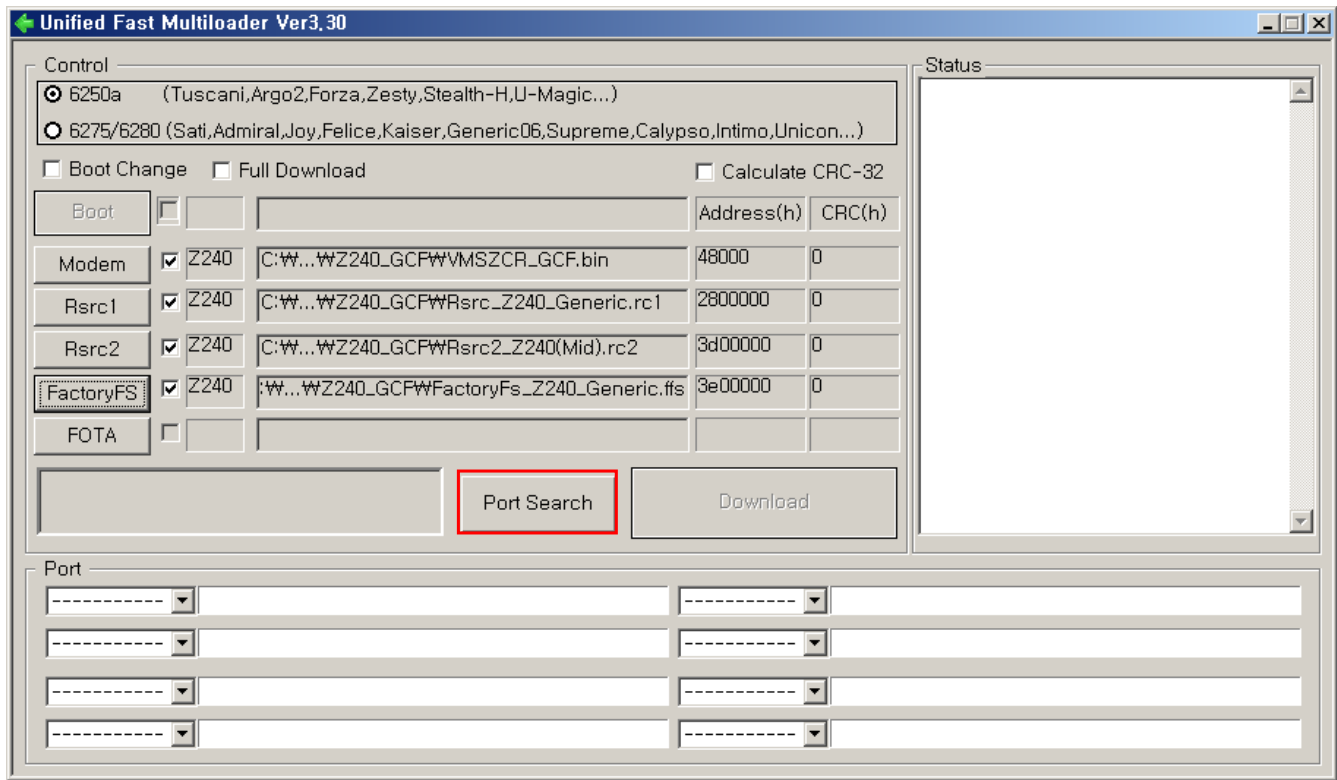 Unified Fast Multiloader Ver3.30
Control
6250a (Tuscani,Argo2,Forza,Zesty,Stealth-H,U-Magic...)
6275/6280 (Sati,Admiral,Joy,Felice,Kaiser,Generic06,Supreme,Calypso,Intimo,Unicon...)
Boot Change Full Download Calculate CRC-32
Boot Address(h) CRC(h)
Modem Z240 C:₩...₩Z240_GCF₩VMSZCR_GCF.bin 48000 0
Rsrc1 Z240 C:₩...₩Z240_GCF₩Rsrc_Z240_Generic.rc1 2800000 0
Rsrc2 Z240 C:₩...₩Z240_GCF₩Rsrc2_Z240(Mid).rc2 3d00000 0
FactoryFS Z240 :₩...₩Z240_GCF₩FactoryFs_Z240_Generic.ffs 3e00000 0
FOTA
Port Search Download
Status
Port
----------- -----------
----------- -----------
----------- -----------
----------- -----------